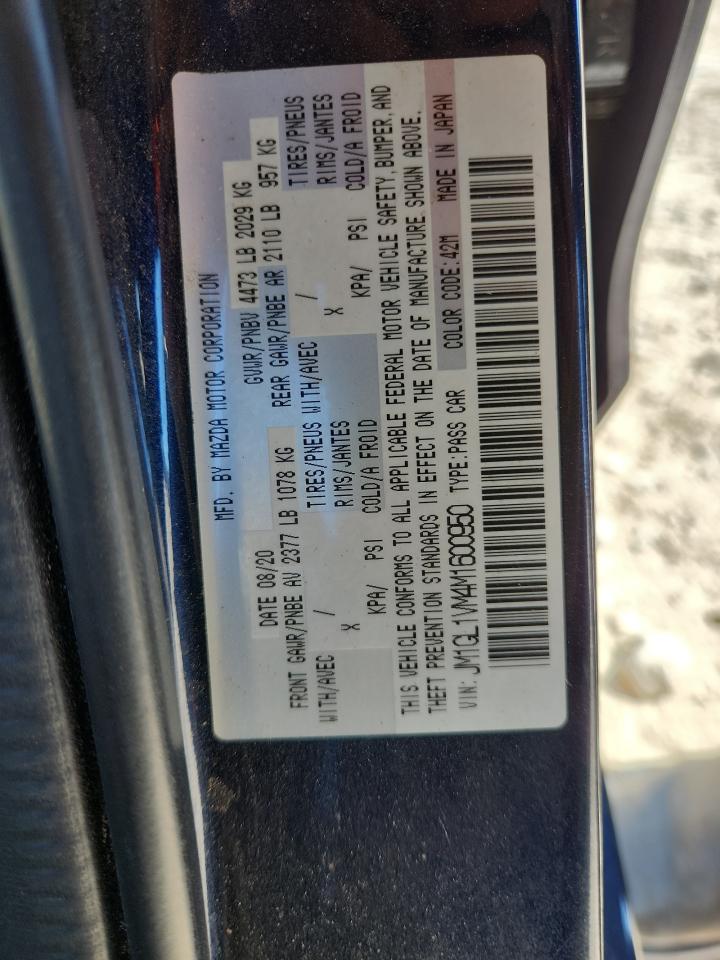 MFD. BY MAZDA MOTOR CORPORATION
DATE 08/20 GVWR/PNBV 4473 LB 2029 KG
FRONT GAWR/PNBE AV 2377 LB 1078 KG REAR GAWR/PNBE AR 2110 LB 957 KG
WITH/AVEC / TIRES/PNEUS WITH/AVEC / TIRES/PNEUS
X RIMS/JANTES X RIMS/JANTES
KPA/ PSI COLD/A FROID KPA/ PSI COLD/A FROID
THIS VEHICLE CONFORMS TO ALL APPLICABLE FEDERAL MOTOR VEHICLE SAFETY, BUMPER, AND
THEFT PREVENTION STANDARDS IN EFFECT ON THE DATE OF MANUFACTURE SHOWN ABOVE.
VIN: JM1GL1VM4M1600950 TYPE:PASS CAR COLOR CODE:42M MADE IN JAPAN